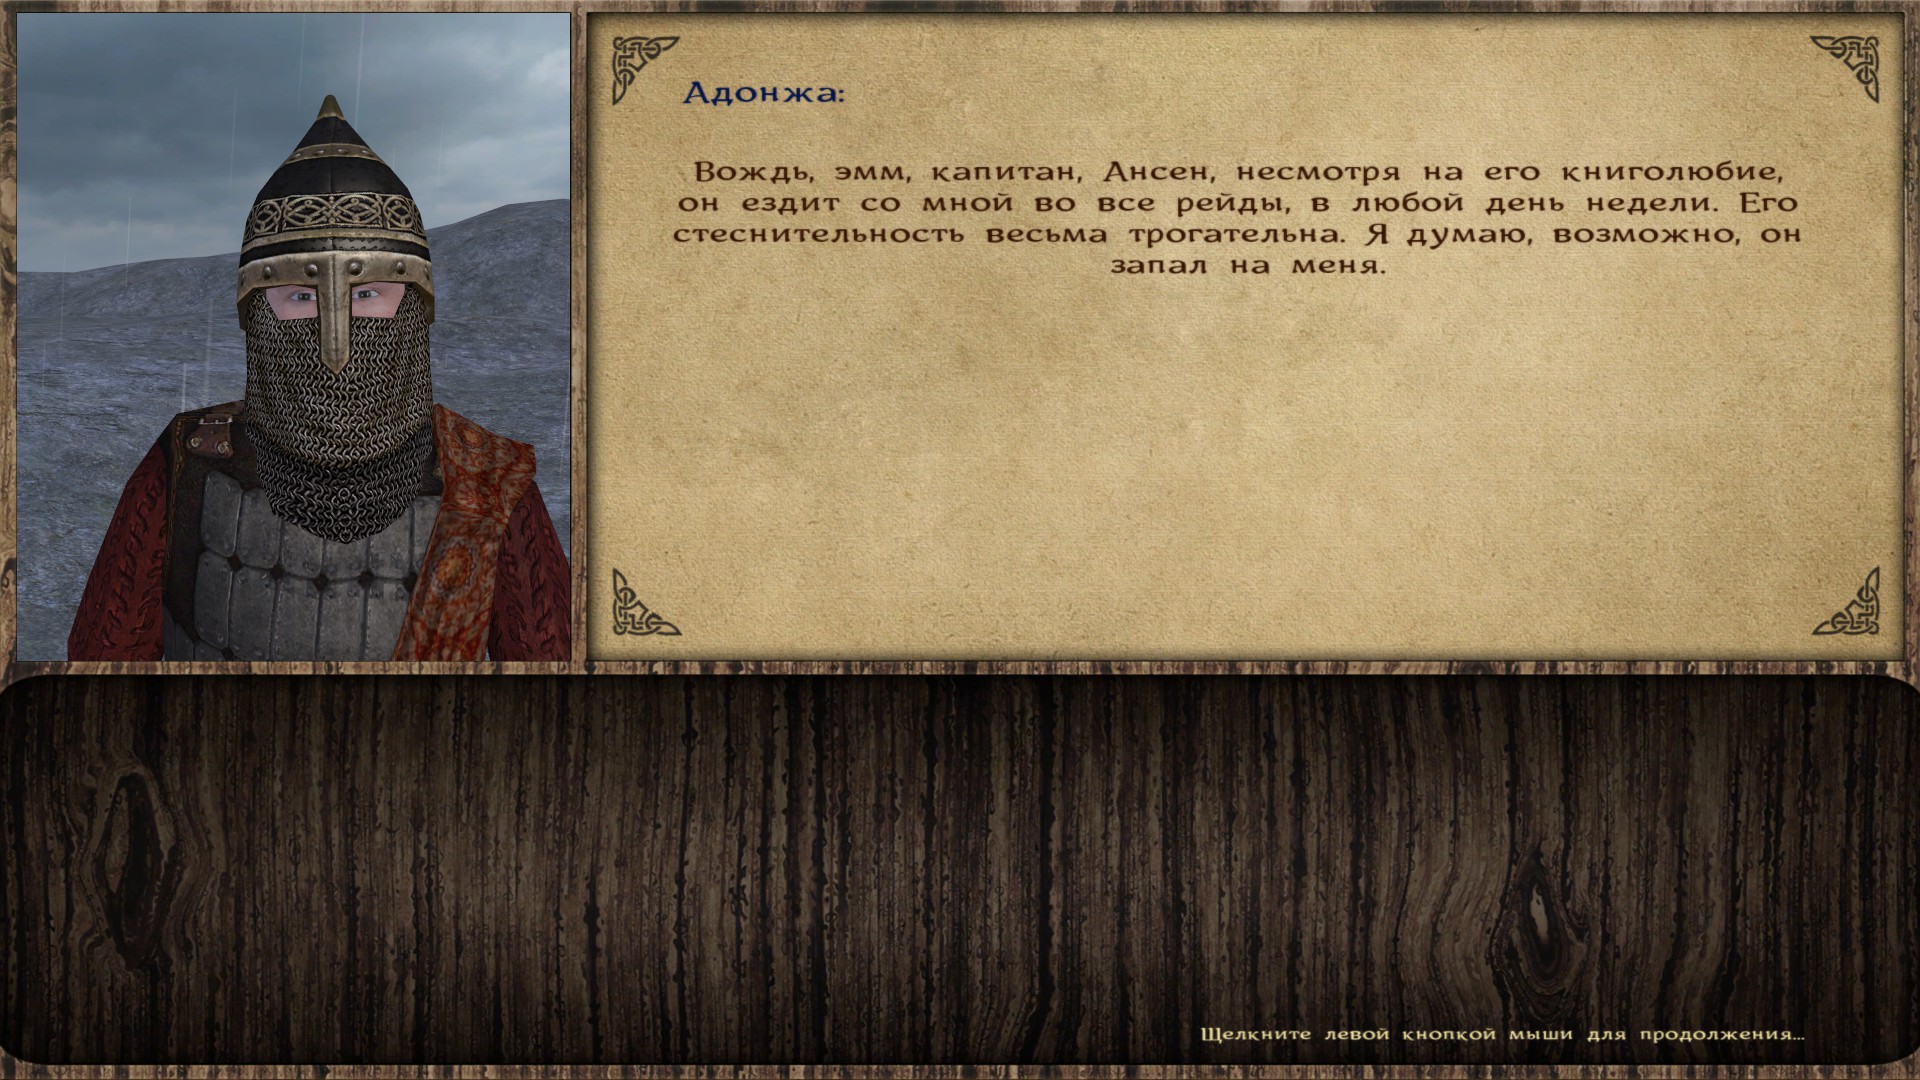 Адонжа:
Вождь, эмм, капитан, Ансен, несмотря на его книголюбие,
он ездит со мной во все рейды, в любой день недели. Его
стеснительность весьма трогательна. Я думаю, возможно, он
запал на меня.
Щелкните левой кнопкой мыши для продолжения...